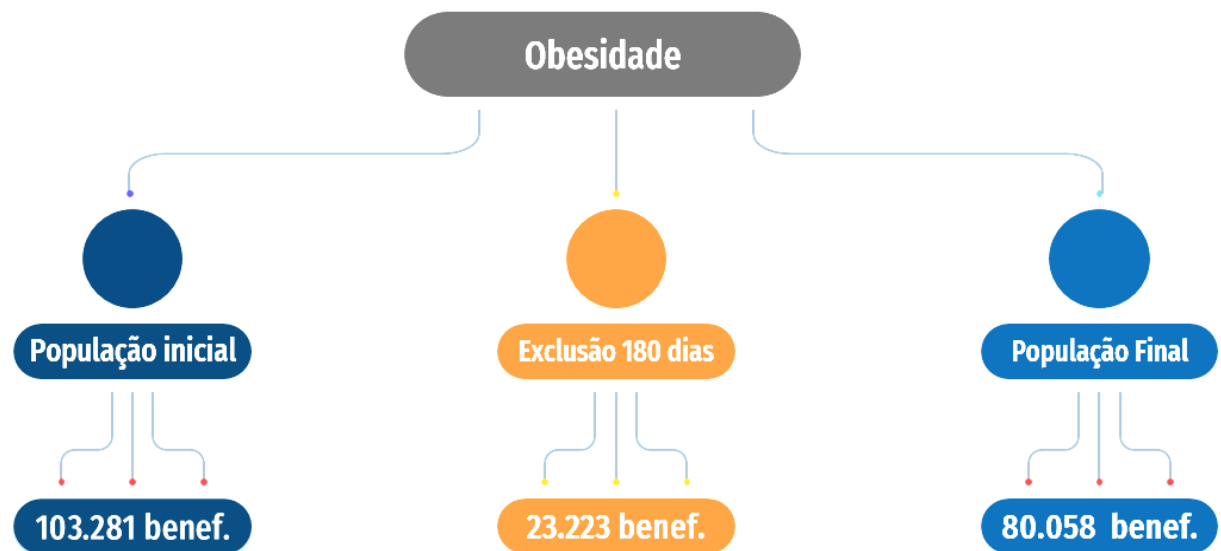 Obesidade
População inicial
Exclusão 180 dias
População Final
103.281 benef.
23.223 benef.
80.058 benef.